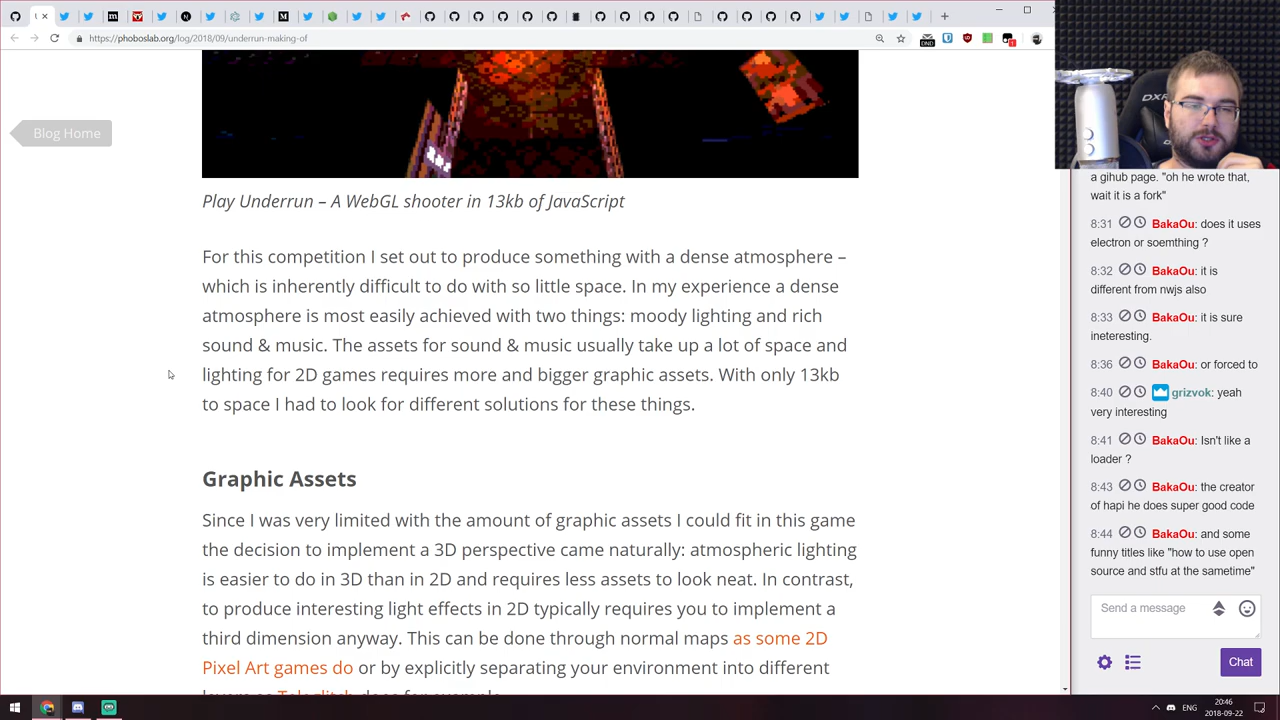 https://phoboslab.org/log/2018/09/underrun-making-of
Blog Home
Play Underrun – A WebGL shooter in 13kb of JavaScript
For this competition I set out to produce something with a dense atmosphere –
which is inherently difficult to do with so little space. In my experience a dense
atmosphere is most easily achieved with two things: moody lighting and rich
sound & music. The assets for sound & music usually take up a lot of space and
lighting for 2D games requires more and bigger graphic assets. With only 13kb
to space I had to look for different solutions for these things.
Graphic Assets
Since I was very limited with the amount of graphic assets I could fit in this game
the decision to implement a 3D perspective came naturally: atmospheric lighting
is easier to do in 3D than in 2D and requires less assets to look neat. In contrast,
to produce interesting light effects in 2D typically requires you to implement a
third dimension anyway. This can be done through normal maps as some 2D
Pixel Art games do or by explicitly separating your environment into different
layers as Teleglitch does for example.
DXR
a gihub page. "oh he wrote that,
wait it is a fork"
8:31 BakaOu: does it uses
electron or soemthing ?
8:32 BakaOu: it is
different from nwjs also
8:33 BakaOu: it is sure
ineteresting.
8:36 BakaOu: or forced to
8:40 grizvok: yeah
very interesting
8:41 BakaOu: Isn't like a
loader ?
8:43 BakaOu: the creator
of hapi he does super good code
8:44 BakaOu: and some
funny titles like "how to use open
source and stfu at the sametime"
Send a message
Chat
ENG
20:46
2018-09-22